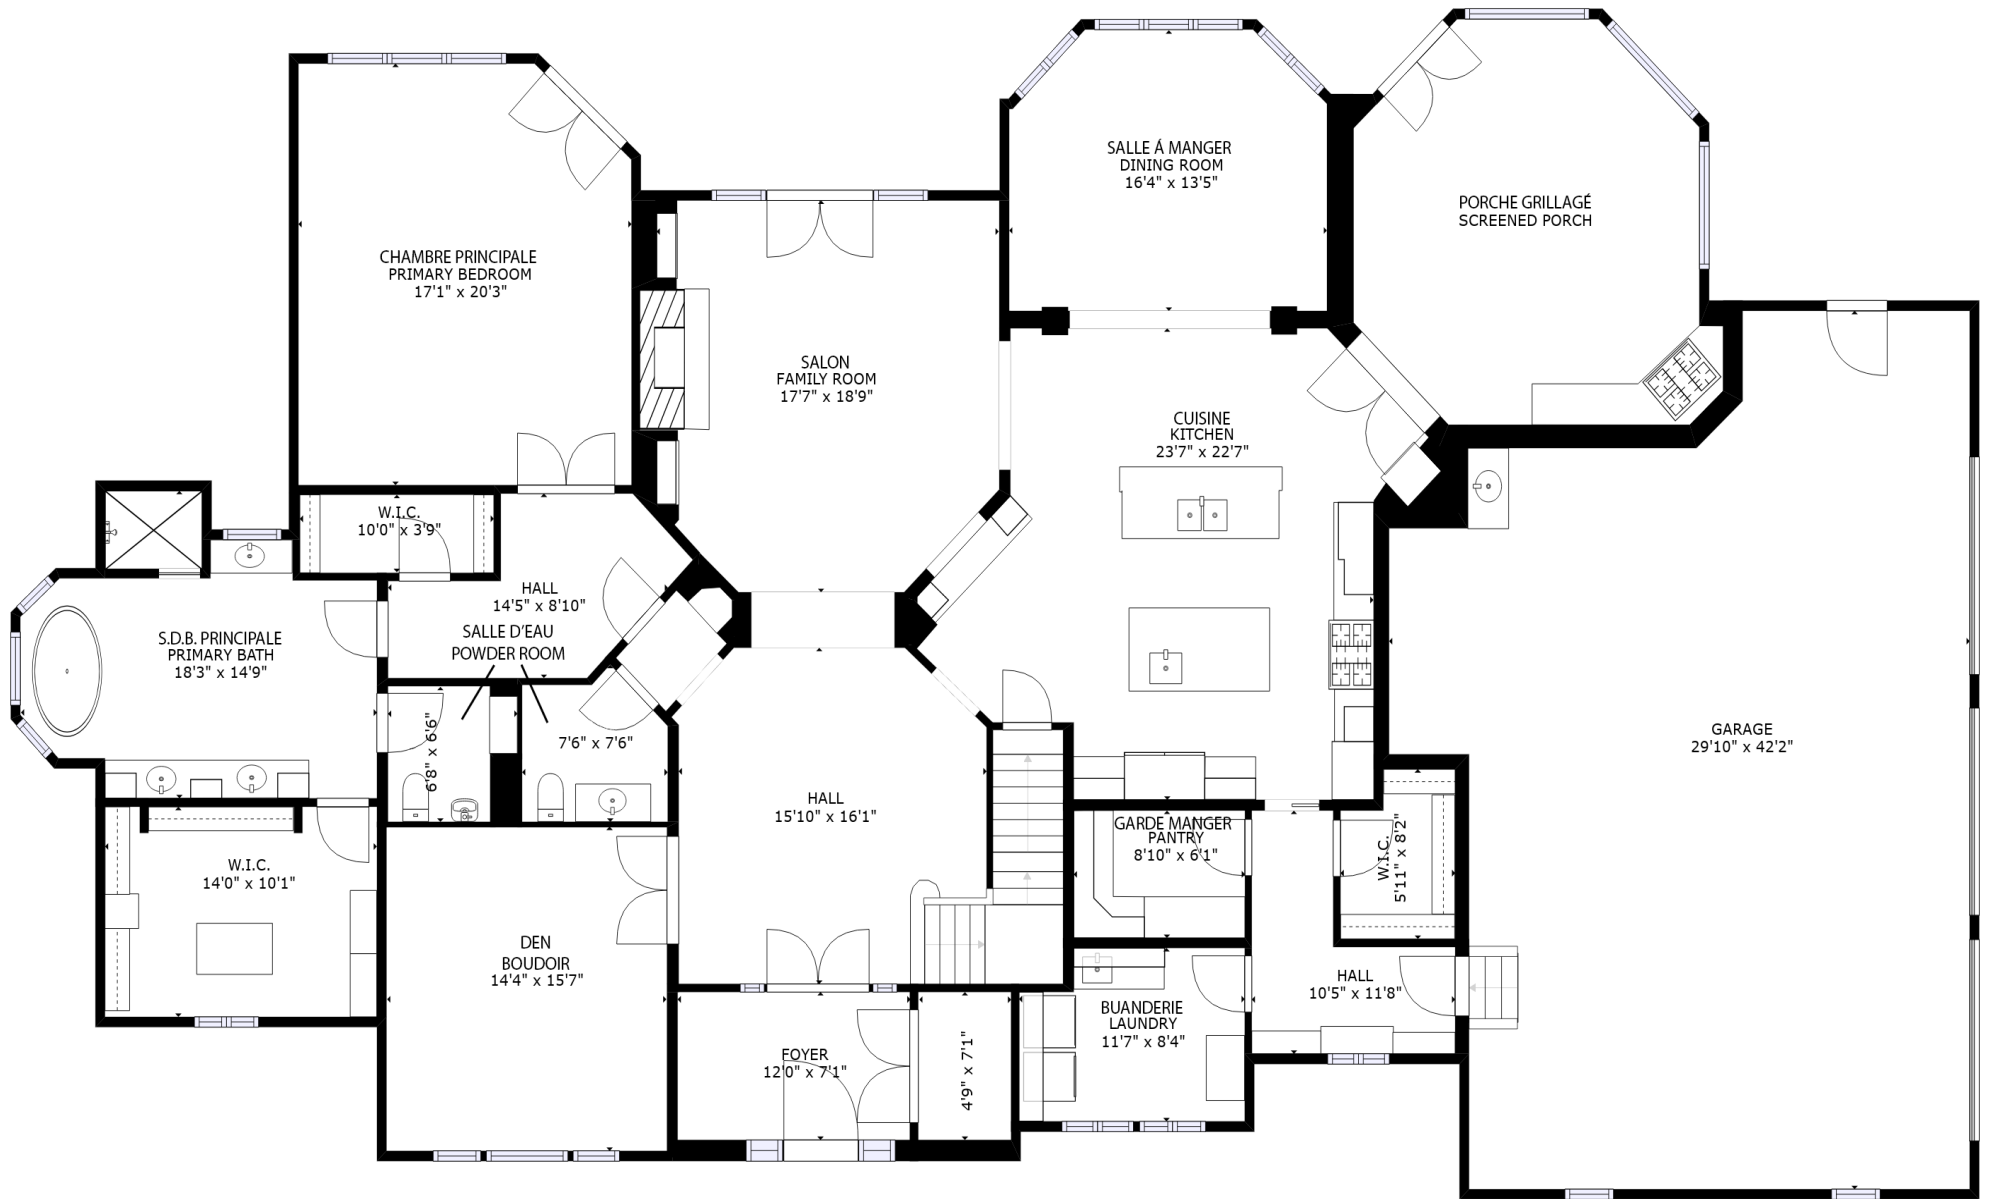 SALLE Á MANGER
DINING ROOM
16'4" x 13'5"
PORCHE GRILLAGÉ
SCREENED PORCH
CHAMBRE PRINCIPALE
PRIMARY BEDROOM
17'1" x 20'3"
SALON
FAMILY ROOM
17'7" x 18'9"
CUISINE
KITCHEN
23'7" x 22'7"
W.I.C.
10'0" x 3'9"
HALL
14'5" x 8'10"
SALLE D'EAU
POWDER ROOM
S.D.B. PRINCIPALE
PRIMARY BATH
18'3" x 14'9"
6'8" x 6'6"
7'6" x 7'6"
GARAGE
29'10" x 42'2"
HALL
15'10" x 16'1"
GARDE MANGER
PANTRY
8'10" x 6'1"
W.I.C.
5'11" x 8'2"
W.I.C.
14'0" x 10'1"
DEN
BOUDOIR
14'4" x 15'7"
HALL
10'5" x 11'8"
BUANDERIE
LAUNDRY
11'7" x 8'4"
FOYER
12'0" x 7'1"
4'9" x 7'1"